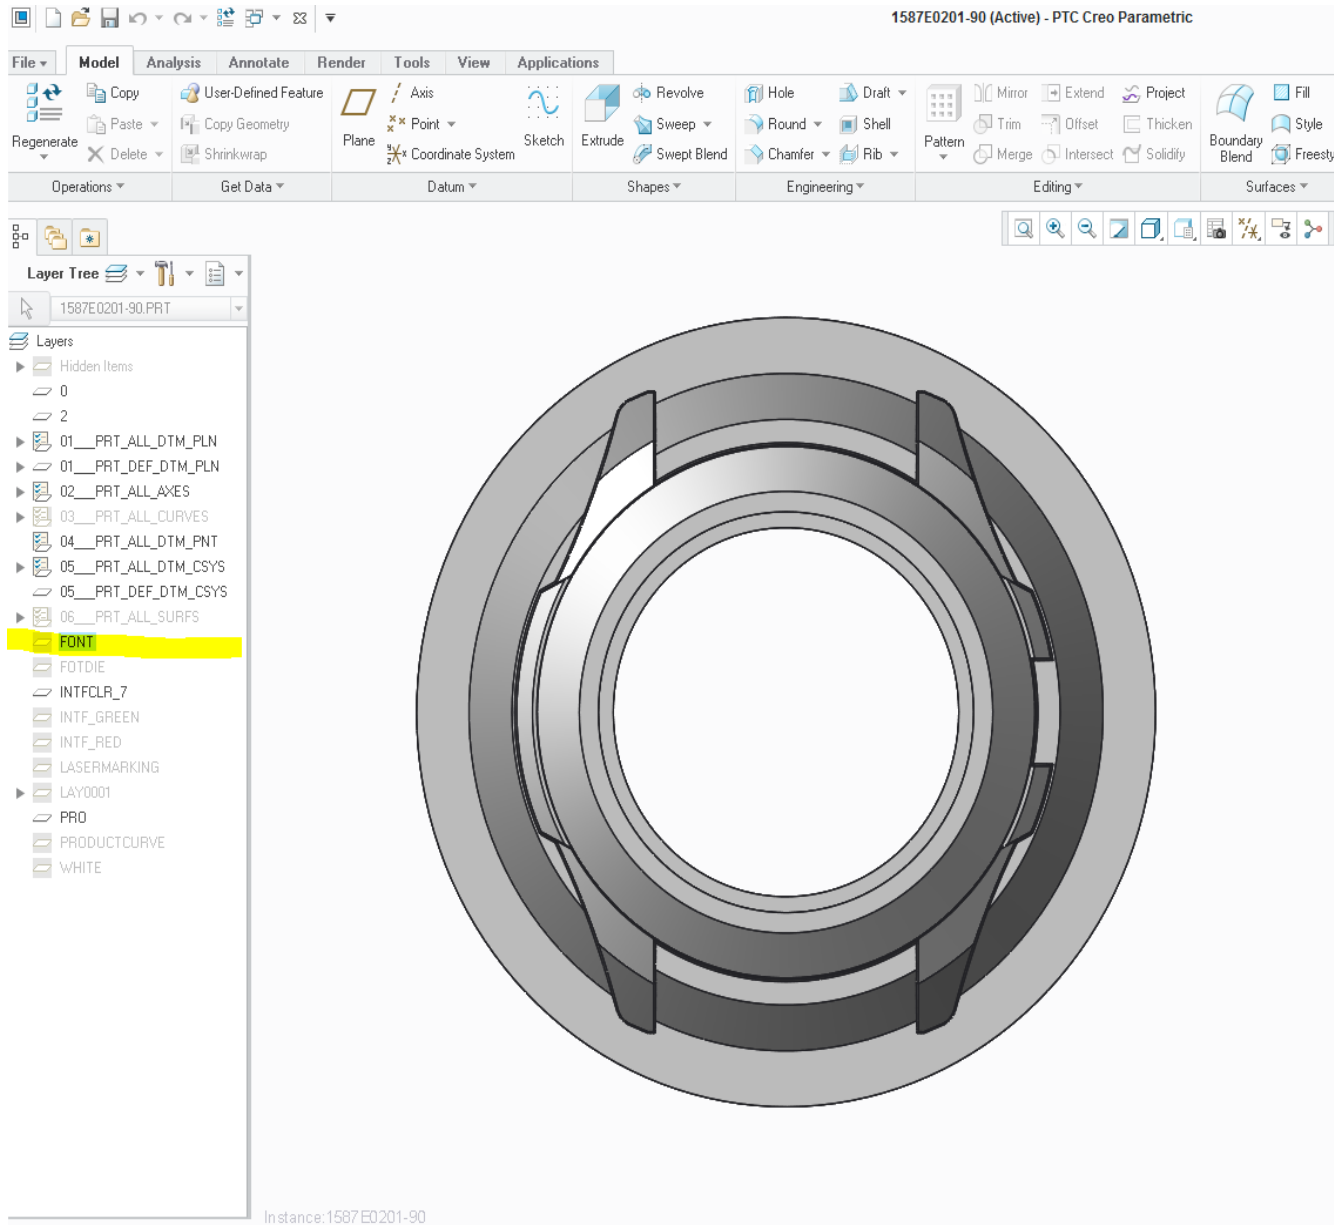 1587E0201-90 (Active) - PTC Creo Parametric
File Model Analysis Annotate Render Tools View Applications
Regenerate Copy Paste Delete
User-Defined Feature Copy Geometry Shrinkwrap
Plane Axis Point Coordinate System Sketch
Extrude Revolve Sweep Swept Blend
Hole Round Chamfer Draft Shell Rib
Pattern Mirror Extend Project
Trim Offset Thicken
Merge Intersect Solidify
Boundary Blend Fill Style Freesty
Operations Get Data Datum Shapes Engineering Editing Surfaces
Layer Tree
1587E0201-90.PRT
Layers
Hidden Items
0
2
01___PRT_ALL_DTM_PLN
01___PRT_DEF_DTM_PLN
02___PRT_ALL_AXES
03___PRT_ALL_CURVES
04___PRT_ALL_DTM_PNT
05___PRT_ALL_DTM_CSYS
05___PRT_DEF_DTM_CSYS
06___PRT_ALL_SURFS
FONT
FOTDIE
INTFCLR_7
INTF_GREEN
INTF_RED
LASERMARKING
LAY0001
PRO
PRODUCTCURVE
WHITE
Instance:1587E0201-90